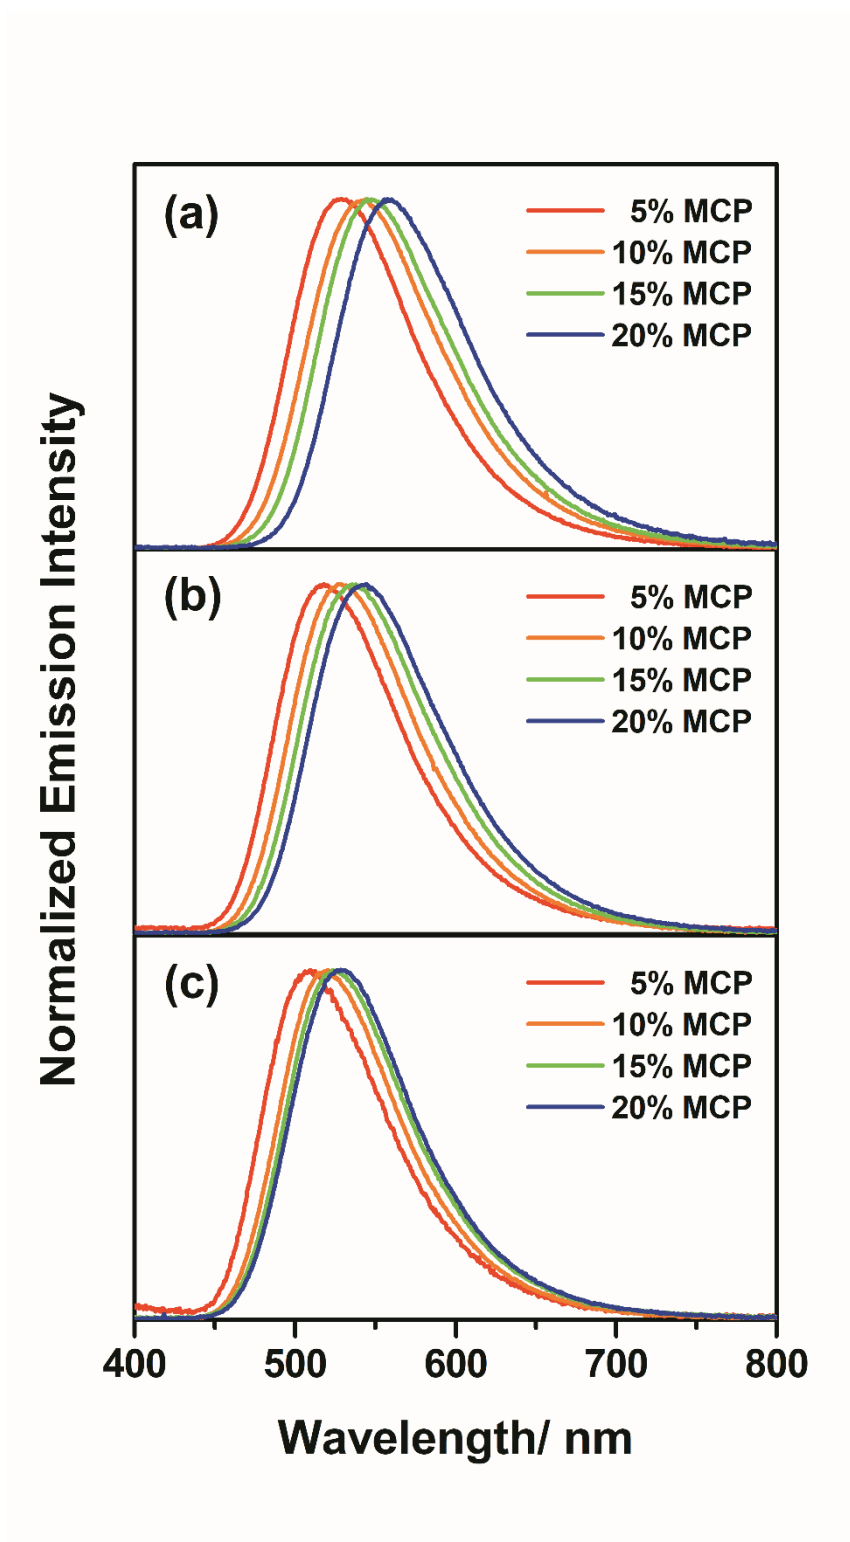 Normalized Emission Intensity
(a)
5% MCP
10% MCP
15% MCP
20% MCP
(b)
5% MCP
10% MCP
15% MCP
20% MCP
(c)
5% MCP
10% MCP
15% MCP
20% MCP
400 500 600 700 800
Wavelength/ nm